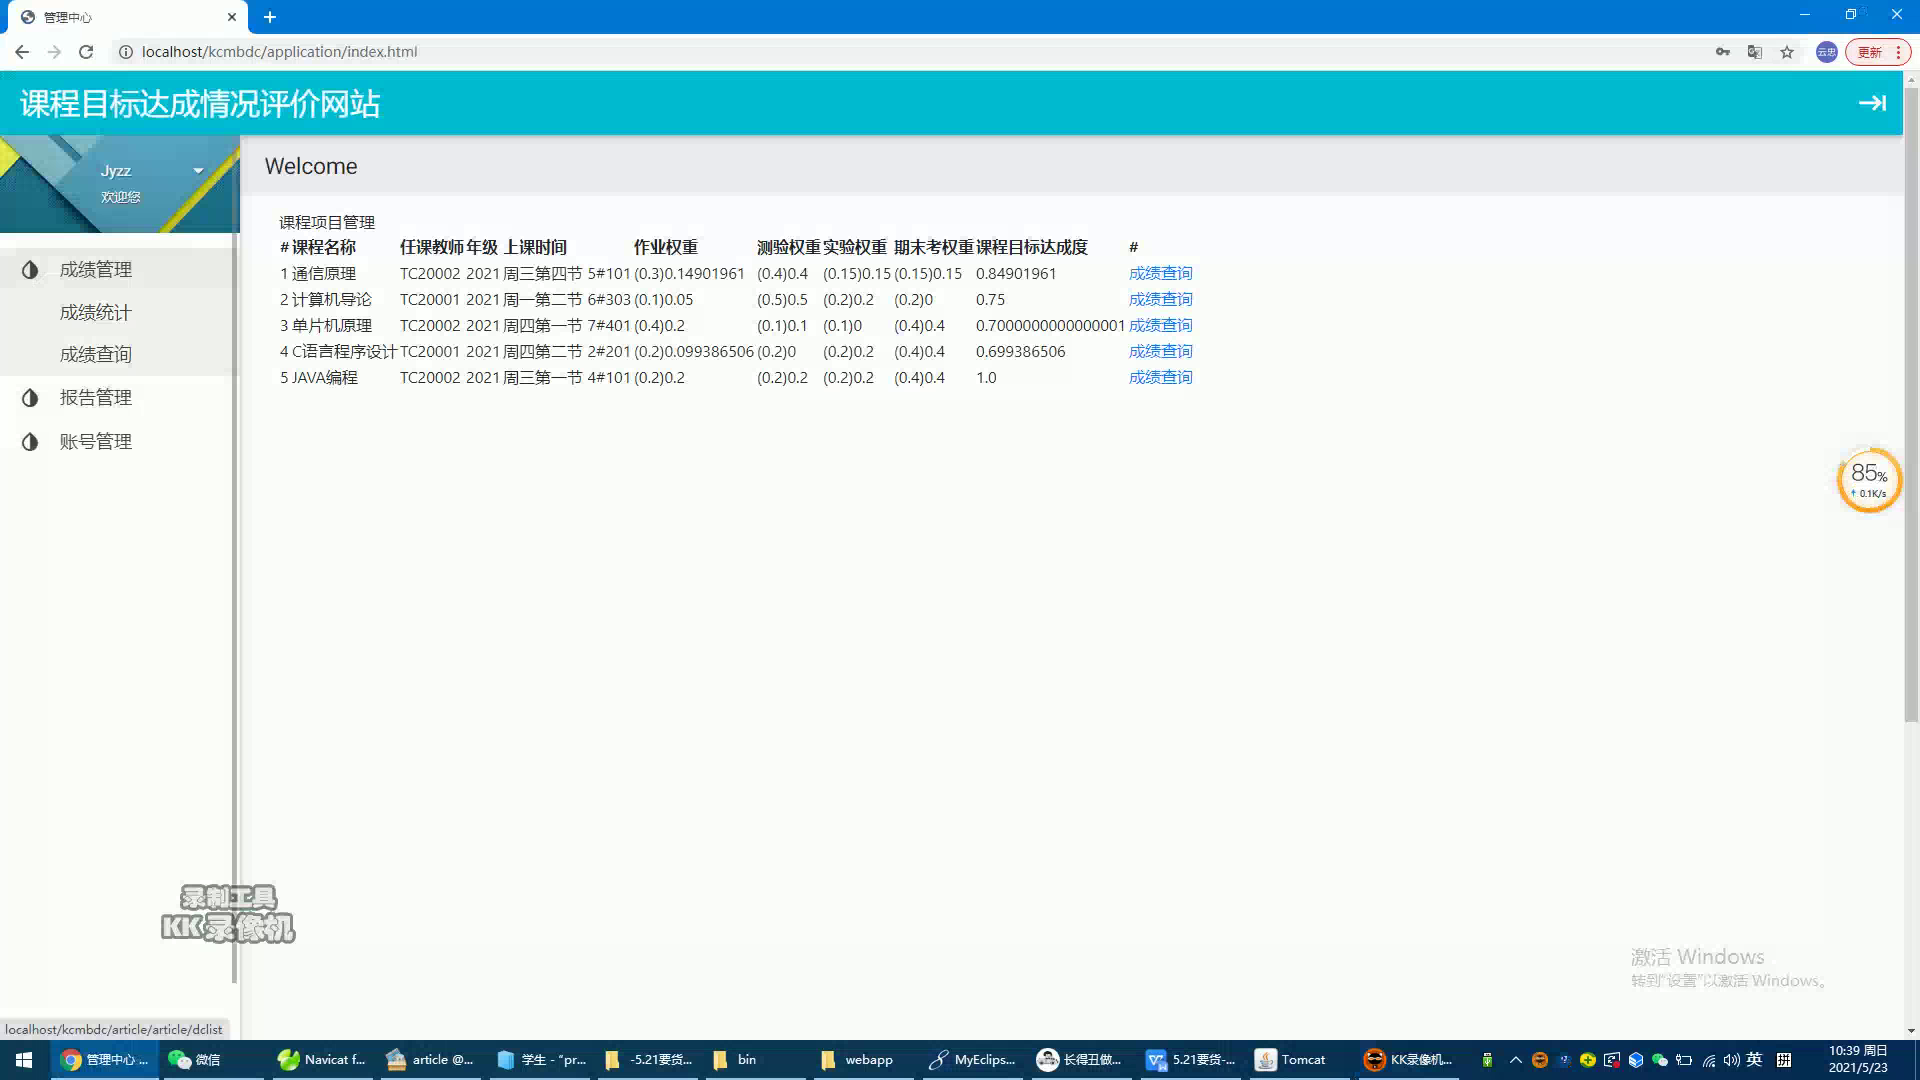 管理中心
localhost/kcmbdc/application/index.html
云忠
更新
课程目标达成情况评价网站
Jyzz
欢迎您
Welcome
成绩管理
成绩统计
成绩查询
报告管理
账号管理
课程项目管理
# 课程名称 任课教师 年级 上课时间 作业权重 测验权重 实验权重 期末考权重 课程目标达成度 #
1 通信原理 TC20002 2021 周三第四节 5#101 (0.3)0.14901961 (0.4)0.4 (0.15)0.15 (0.15)0.15 0.84901961 成绩查询
2 计算机导论 TC20001 2021 周一第二节 6#303 (0.1)0.05 (0.5)0.5 (0.2)0.2 (0.2)0 0.75 成绩查询
3 单片机原理 TC20002 2021 周四第一节 7#401 (0.4)0.2 (0.1)0.1 (0.1)0 (0.4)0.4 0.7000000000000001 成绩查询
4 C语言程序设计 TC20001 2021 周四第二节 2#201 (0.2)0.099386506 (0.2)0 (0.2)0.2 (0.4)0.4 0.699386506 成绩查询
5 JAVA编程 TC20002 2021 周三第一节 4#101 (0.2)0.2 (0.2)0.2 (0.2)0.2 (0.4)0.4 1.0 成绩查询
85%
0.1K/s
录制工具
KK录像机
激活 Windows
转到“设置”以激活 Windows。
localhost/kcmbdc/article/article/dclist
管理中心 ...
微信
Navicat f...
article @...
学生 - "pr...
-5.21要货...
bin
webapp
MyEclips...
长得丑做...
5.21要货-...
Tomcat
KK录像机...
英
拼
10:39 周日
2021/5/23